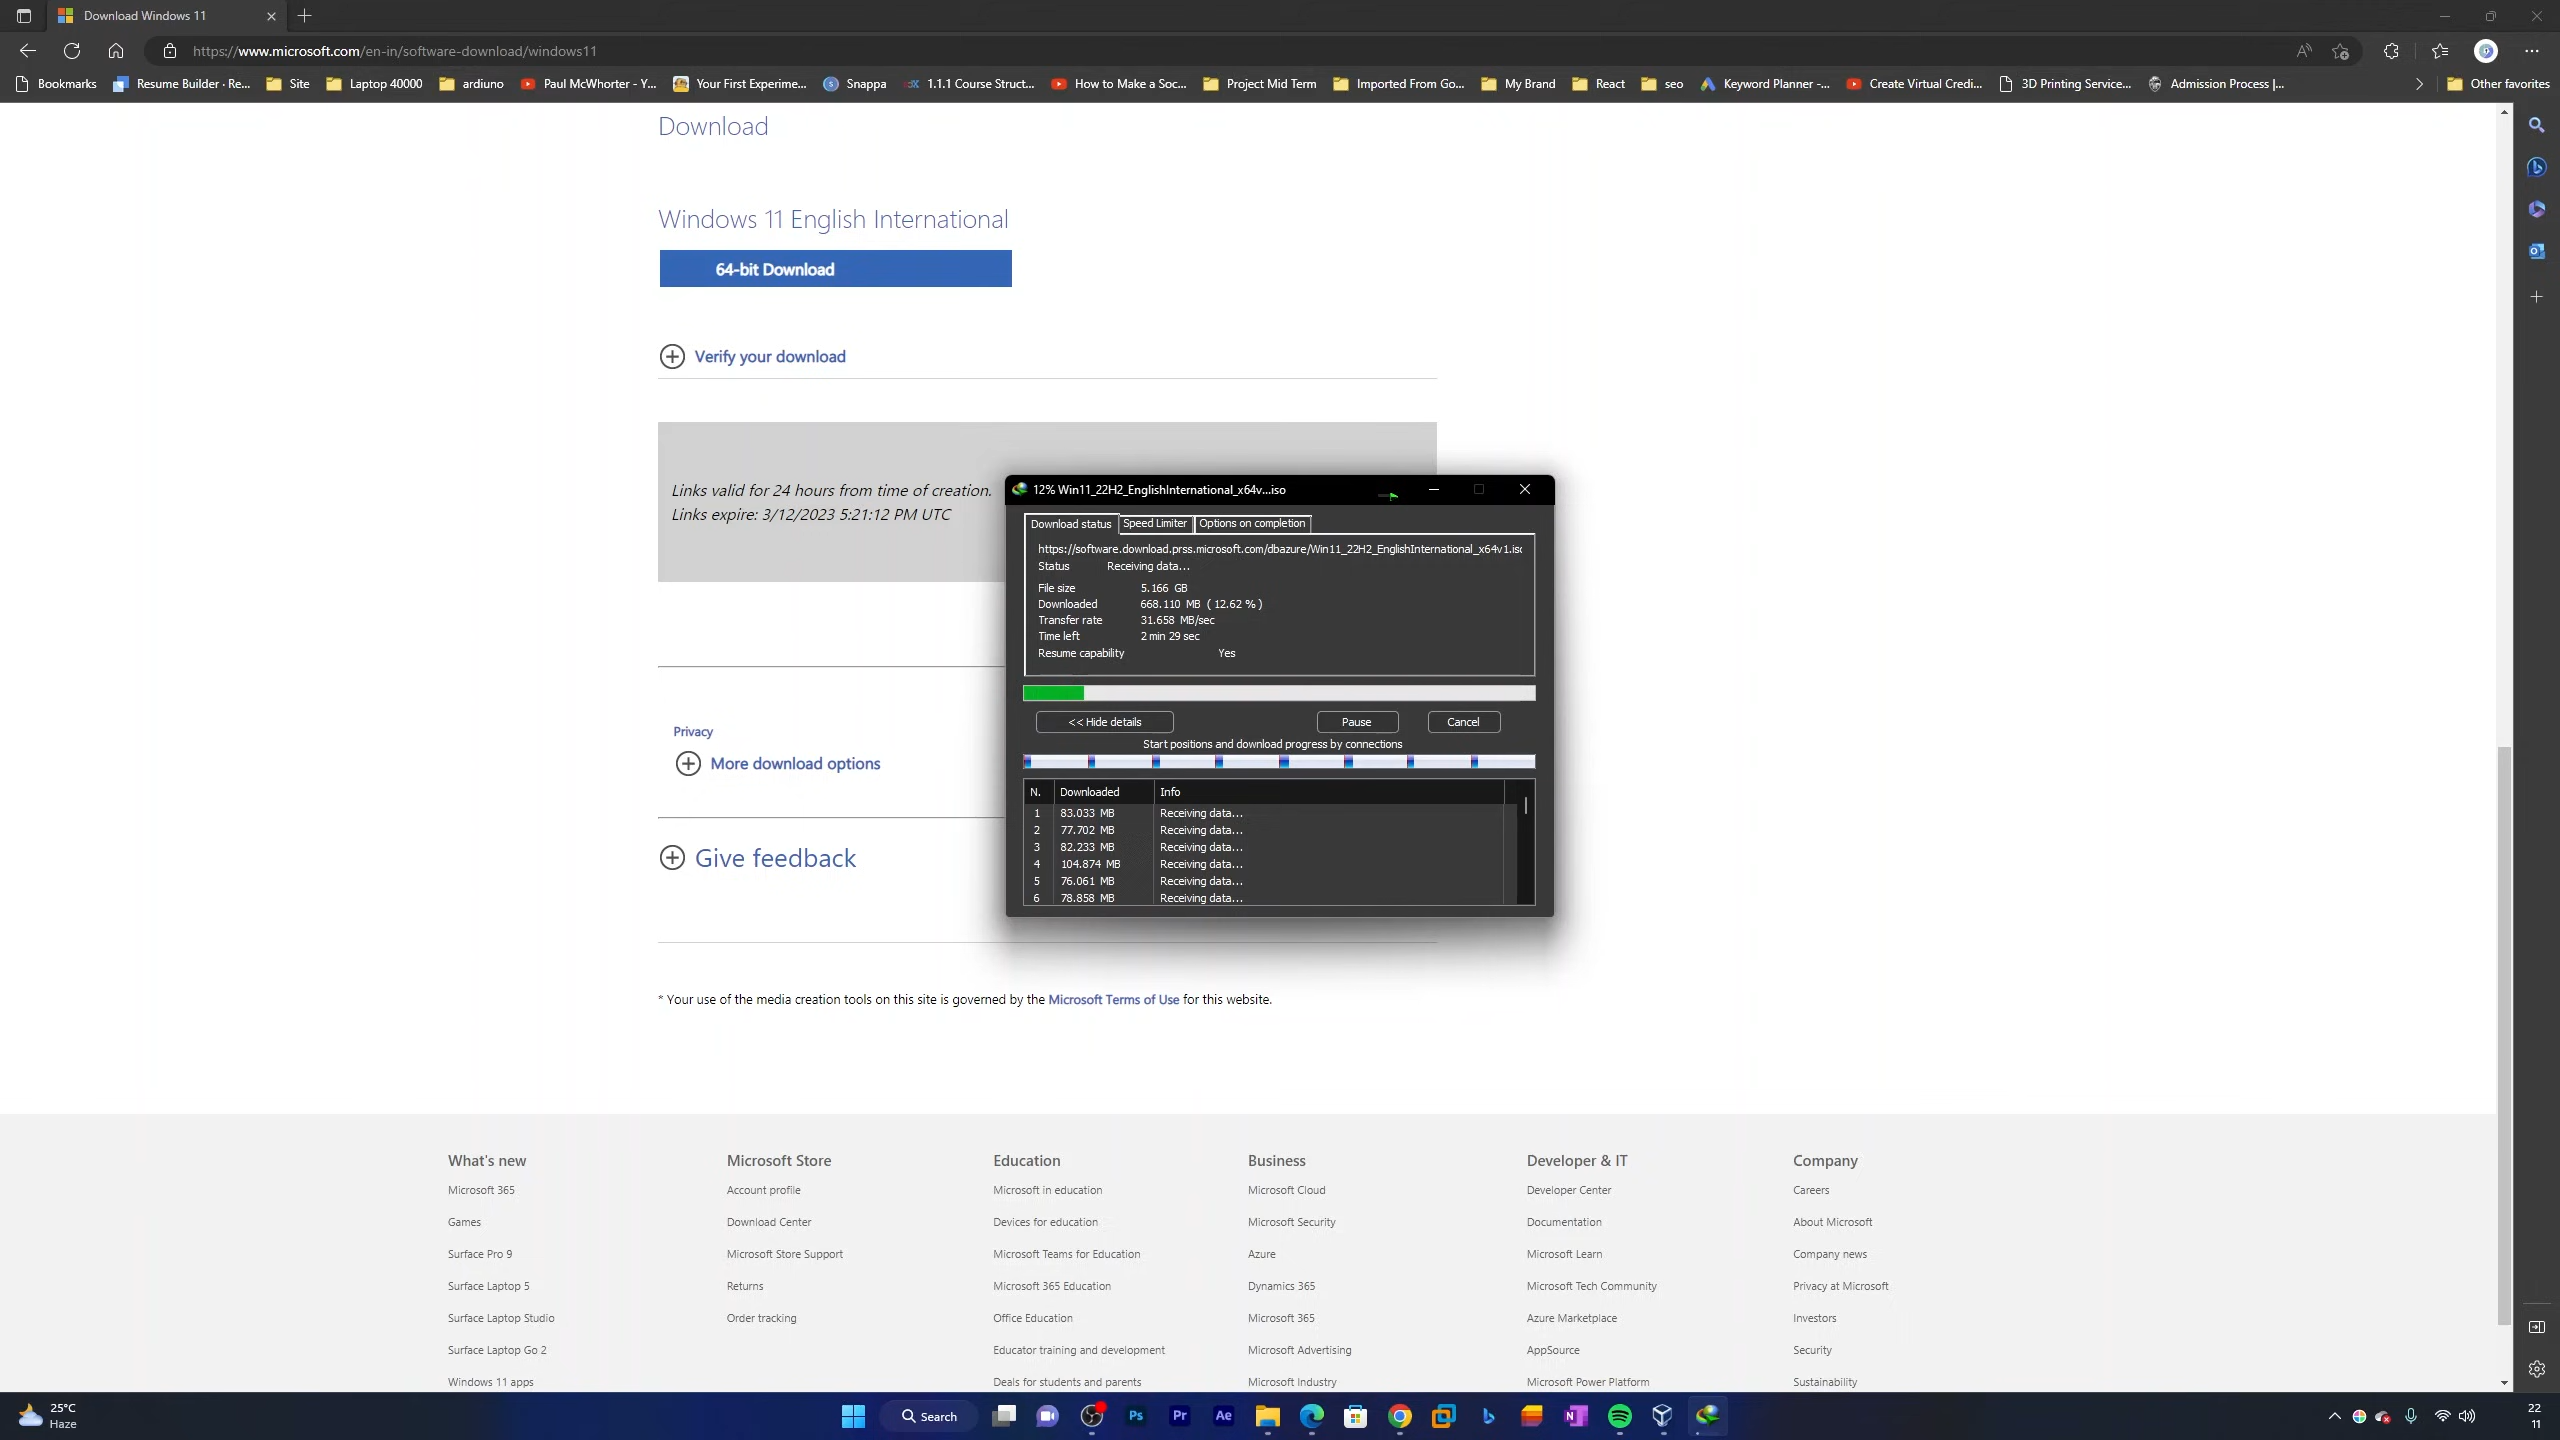 Download Windows 11
https://www.microsoft.com/en-in/software-download/windows11
Bookmarks
Resume Builder · Re...
Site
Laptop 40000
ardiuno
Paul McWhorter - Y...
Your First Experime...
Snappa
1.1.1 Course Struct...
How to Make a Soc...
Project Mid Term
Imported From Go...
My Brand
React
seo
Keyword Planner -...
Create Virtual Credi...
3D Printing Service...
Admission Process |...
Other favorites
Download
Windows 11 English International
64-bit Download
Verify your download
Links valid for 24 hours from time of creation.
Links expire: 3/12/2023 5:21:12 PM UTC
12% Win11_22H2_EnglishInternational_x64v...iso
Download status
Speed Limiter
Options on completion
https://software.download.prss.microsoft.com/dbazure/Win11_22H2_EnglishInternational_x64v1.iso
Status Receiving data...
File size 5.166 GB
Downloaded 668.110 MB ( 12.62 % )
Transfer rate 31.658 MB/sec
Time left 2 min 29 sec
Resume capability Yes
<< Hide details
Pause
Cancel
Start positions and download progress by connections
N. Downloaded Info
1 83.033 MB Receiving data...
2 77.702 MB Receiving data...
3 82.233 MB Receiving data...
4 104.874 MB Receiving data...
5 76.061 MB Receiving data...
6 78.858 MB Receiving data...
Privacy
More download options
Give feedback
* Your use of the media creation tools on this site is governed by the Microsoft Terms of Use for this website.
What's new
Microsoft 365
Games
Surface Pro 9
Surface Laptop 5
Surface Laptop Studio
Surface Laptop Go 2
Windows 11 apps
Microsoft Store
Account profile
Download Center
Microsoft Store Support
Returns
Order tracking
Education
Microsoft in education
Devices for education
Microsoft Teams for Education
Microsoft 365 Education
Office Education
Educator training and development
Deals for students and parents
Business
Microsoft Cloud
Microsoft Security
Azure
Dynamics 365
Microsoft 365
Microsoft Advertising
Microsoft Industry
Developer & IT
Developer Center
Documentation
Microsoft Learn
Microsoft Tech Community
Azure Marketplace
AppSource
Microsoft Power Platform
Company
Careers
About Microsoft
Company news
Privacy at Microsoft
Investors
Security
Sustainability
25°C
Haze
Search
Ps
Pr
Ae
22
11